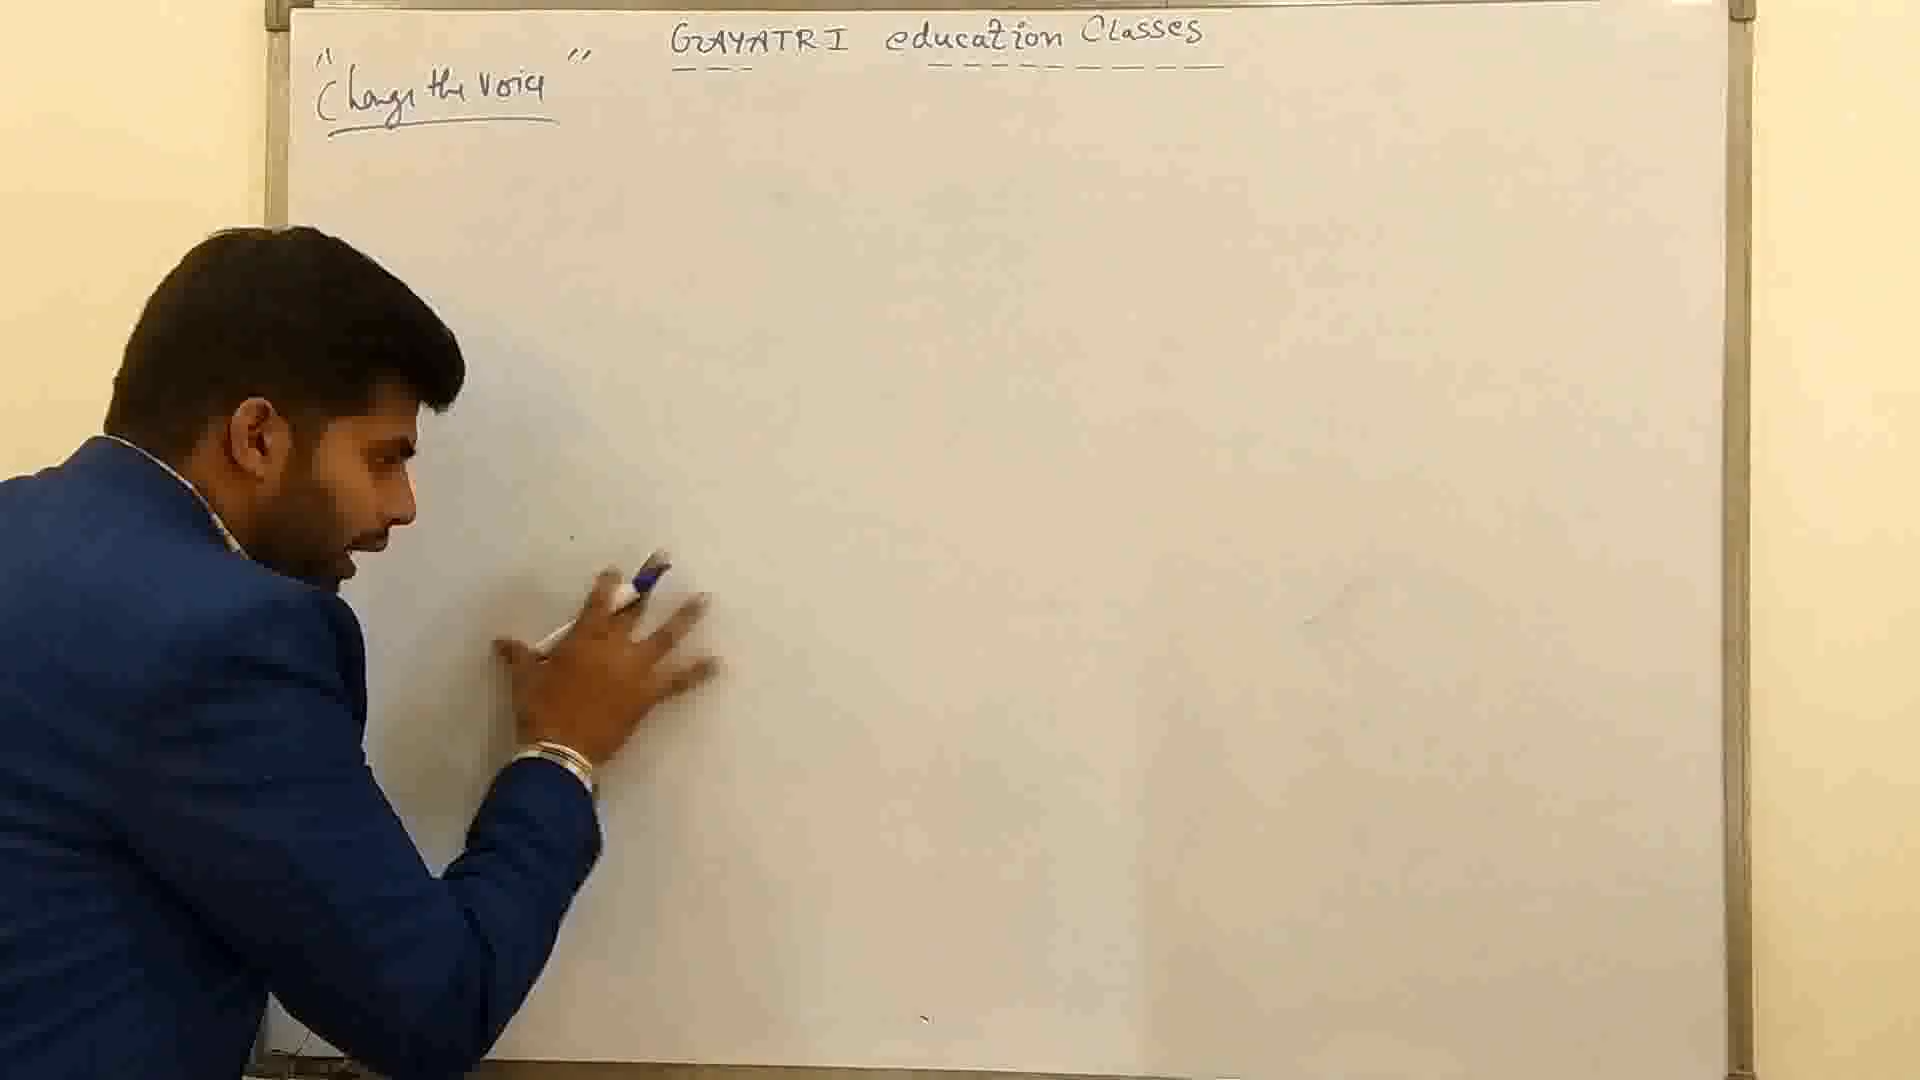 GAYATRI education Classes
"Change the Voice"